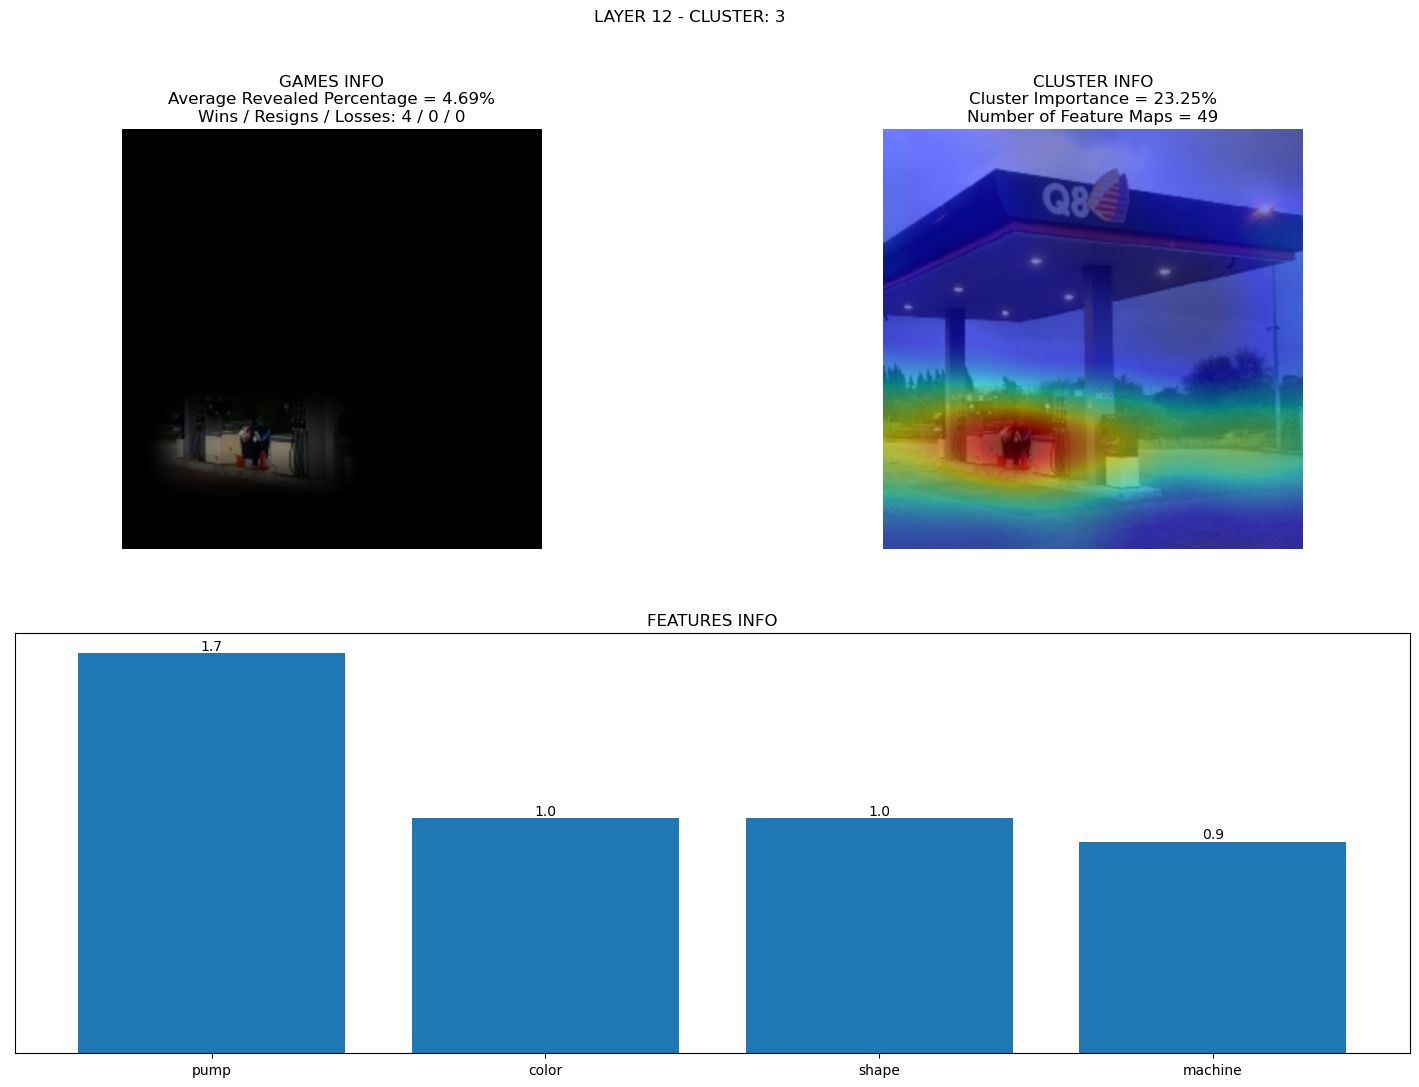 LAYER 12 - CLUSTER: 3
GAMES INFO
Average Revealed Percentage = 4.69%
Wins / Resigns / Losses: 4 / 0 / 0
CLUSTER INFO
Cluster Importance = 23.25%
Number of Feature Maps = 49
Q8
FEATURES INFO
1.7
1.0
1.0
0.9
pump
color
shape
machine